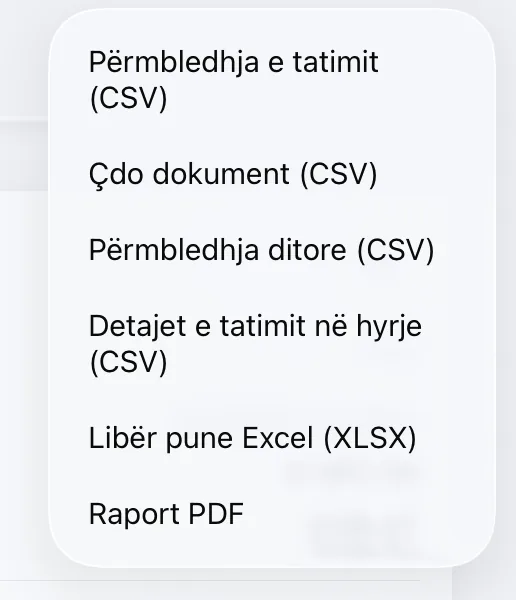 Përmbledhja e tatimit
(CSV)
Çdo dokument (CSV)
Përmbledhja ditore (CSV)
Detajet e tatimit në hyrje
(CSV)
Libër pune Excel (XLSX)
Raport PDF